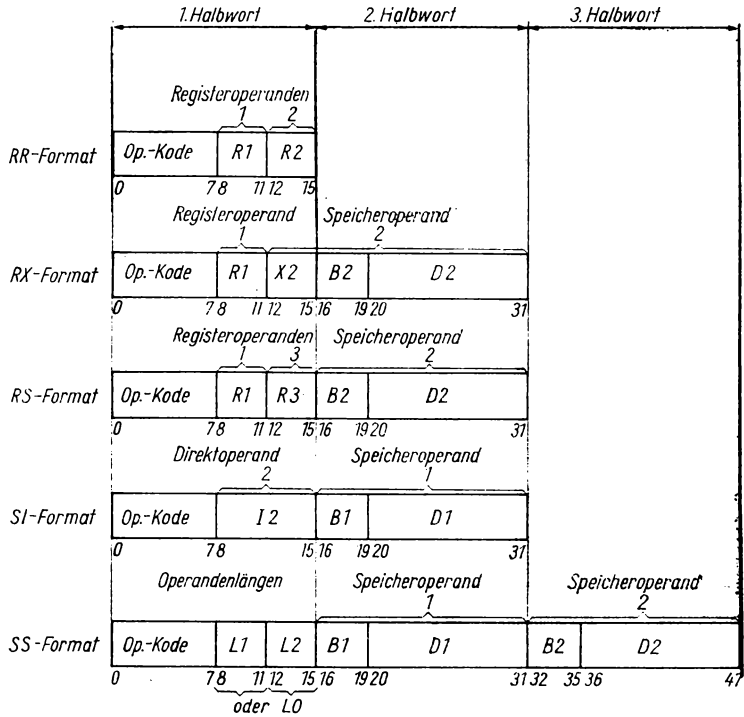 1. Halbwort 2. Halbwort 3. Halbwort
Registeroperanden
1 2
RR-Format Op.-Kode R1 R2
0 7 8 11 12 15
Registeroperand Speicheroperand
1 2
RX-Format Op.-Kode R1 X2 B2 D2
0 7 8 11 12 15 16 19 20 31
Registeroperanden Speicheroperand
1 3 2
RS-Format Op.-Kode R1 R3 B2 D2
0 7 8 11 12 15 16 19 20 31
Direktoperand Speicheroperand
2 1
SI-Format Op.-Kode I2 B1 D1
0 7 8 15 16 19 20 31
Operandenlängen Speicheroperand Speicheroperand
1 2
SS-Format Op.-Kode L1 L2 B1 D1 B2 D2
0 7 8 11 12 15 16 19 20 31 32 35 36 47
oder L0